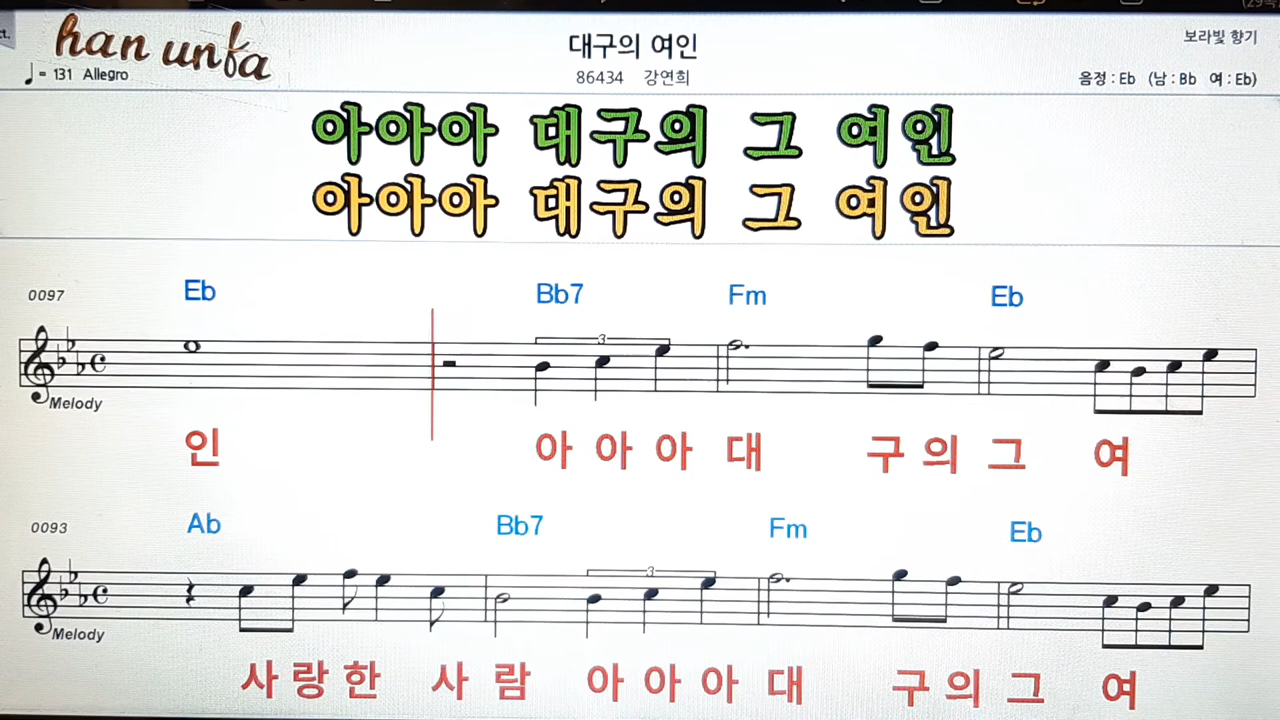 han unfa
대구의 여인
보라빛 향기
♩= 131 Allegro
86434 강연희
음정 : Eb (남 : Bb 여 : Eb)
아아아 대구의 그 여인
아아아 대구의 그 여인
0097 Eb Bb7 Fm Eb
3
Melody
인 아 아 아 대 구 의 그 여
0093 Ab Bb7 Fm Eb
3
Melody
사 랑 한 사 람 아 아 아 대 구 의 그 여